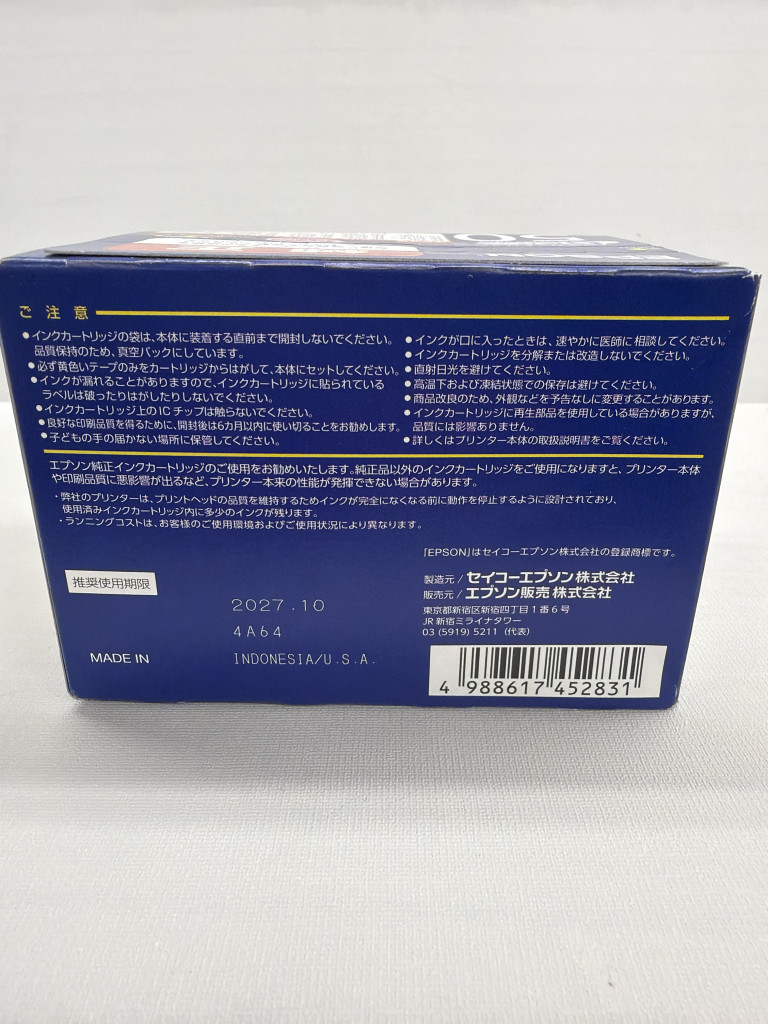 50
ご注意
●インクカートリッジの袋は、本体に装着する直前まで開封しないでください。
品質保持のため、真空パックにしています。
●必ず黄色いテープのみをカートリッジからはがして、本体にセットしてください。
●インクが漏れることがありますので、インクカートリッジに貼られている
ラベルは破ったりはがしたりしないでください。
●インクカートリッジ上のICチップは触らないでください。
●良好な印刷品質を得るために、開封後は6カ月以内に使い切ることをお勧めします。
●子どもの手の届かない場所に保管してください。
●インクが口に入ったときは、速やかに医師に相談してください。
●インクカートリッジを分解または改造しないでください。
●直射日光を避けてください。
●高温下および凍結状態での保存は避けてください。
●商品改良のため、外観などを予告なしに変更することがあります。
●インクカートリッジに再生部品を使用している場合がありますが、
品質には影響ありません。
●詳しくはプリンター本体の取扱説明書をご覧ください。
エプソン純正インクカートリッジのご使用をお勧めいたします。純正品以外のインクカートリッジをご使用になりますと、プリンター本体
や印刷品質に悪影響が出るなど、プリンター本来の性能が発揮できない場合があります。
・弊社のプリンターは、プリントヘッドの品質を維持するためインクが完全になくなる前に動作を停止するように設計されており、
使用済みインクカートリッジ内に多少のインクが残ります。
・ランニングコストは、お客様のご使用環境およびご使用状況により異なります。
「EPSON」はセイコーエプソン株式会社の登録商標です。
推奨使用期限
2027.10
4A64
MADE IN INDONESIA/U.S.A.
製造元/セイコーエプソン株式会社
販売元/エプソン販売株式会社
東京都新宿区新宿四丁目1番6号
JR新宿ミライナタワー
03 (5919) 5211 (代表)
4 988617 452831